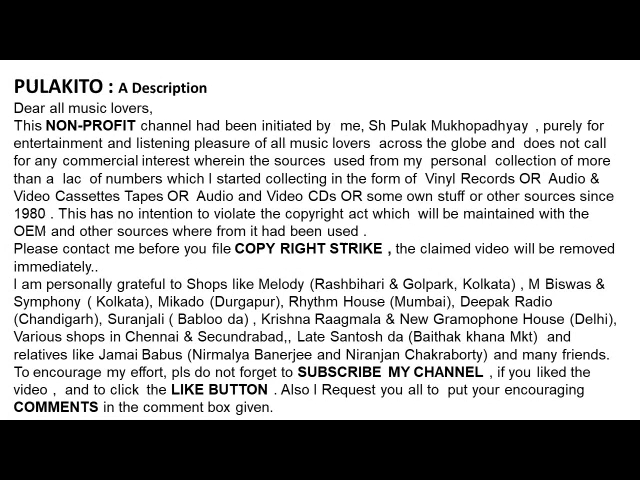 PULAKITO : A Description
Dear all music lovers,
This NON-PROFIT channel had been initiated by me, Sh Pulak Mukhopadhyay , purely for
entertainment and listening pleasure of all music lovers across the globe and does not call
for any commercial interest wherein the sources used from my personal collection of more
than a lac of numbers which I started collecting in the form of Vinyl Records OR Audio &
Video Cassettes Tapes OR Audio and Video CDs OR some own stuff or other sources since
1980 . This has no intention to violate the copyright act which will be maintained with the
OEM and other sources where from it had been used .
Please contact me before you file COPY RIGHT STRIKE , the claimed video will be removed
immediately..
I am personally grateful to Shops like Melody (Rashbihari & Golpark, Kolkata) , M Biswas &
Symphony ( Kolkata), Mikado (Durgapur), Rhythm House (Mumbai), Deepak Radio
(Chandigarh), Suranjali ( Babloo da) , Krishna Raagmala & New Gramophone House (Delhi),
Various shops in Chennai & Secundrabad,, Late Santosh da (Baithak khana Mkt) and
relatives like Jamai Babus (Nirmalya Banerjee and Niranjan Chakraborty) and many friends.
To encourage my effort, pls do not forget to SUBSCRIBE MY CHANNEL , if you liked the
video , and to click the LIKE BUTTON . Also I Request you all to put your encouraging
COMMENTS in the comment box given.